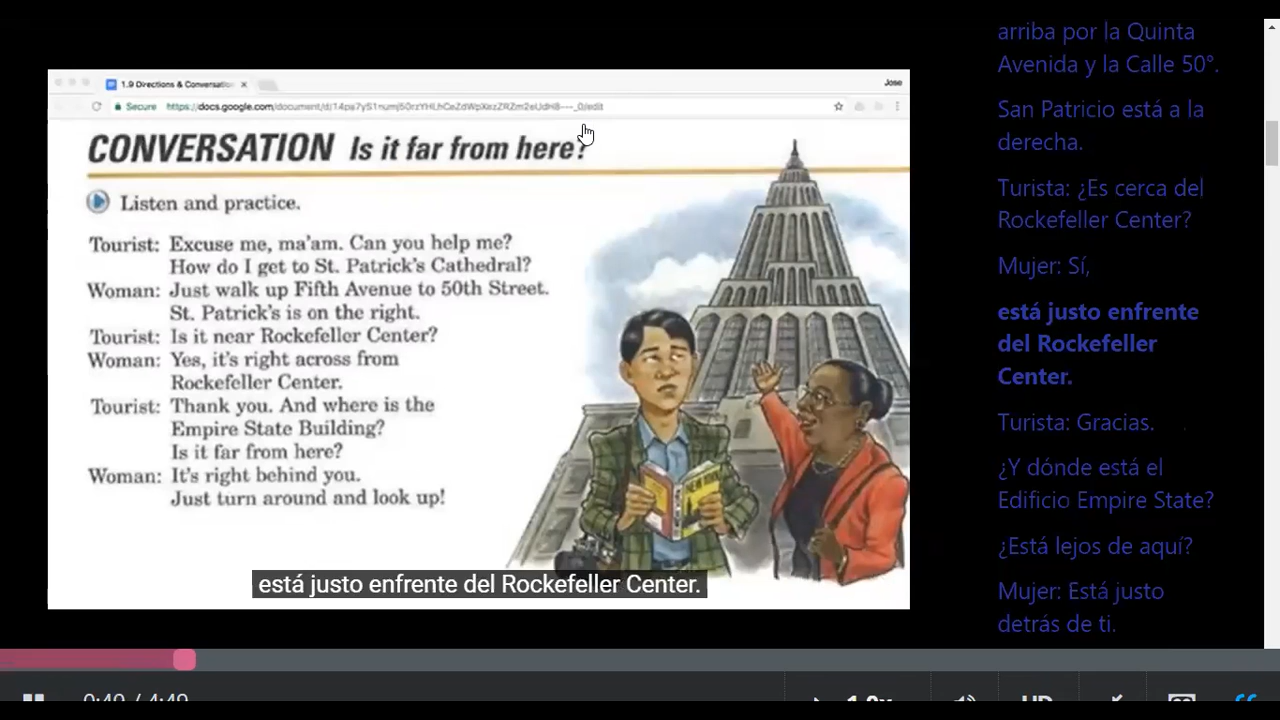 1.9 Directions & Conversatio
Jose
Secure
CONVERSATION Is it far from here?
Listen and practice.
Tourist: Excuse me, ma'am. Can you help me?
How do I get to St. Patrick's Cathedral?
Woman: Just walk up Fifth Avenue to 50th Street.
St. Patrick's is on the right.
Tourist: Is it near Rockefeller Center?
Woman: Yes, it's right across from
Rockefeller Center.
Tourist: Thank you. And where is the
Empire State Building?
Is it far from here?
Woman: It's right behind you.
Just turn around and look up!
NEW YORK
está justo enfrente del Rockefeller Center.
arriba por la Quinta
Avenida y la Calle 50°.
San Patricio está a la
derecha.
Turista: ¿Es cerca del
Rockefeller Center?
Mujer: Sí,
está justo enfrente
del Rockefeller
Center.
Turista: Gracias.
¿Y dónde está el
Edificio Empire State?
¿Está lejos de aquí?
Mujer: Está justo
detrás de ti.
0:40 / 4:49